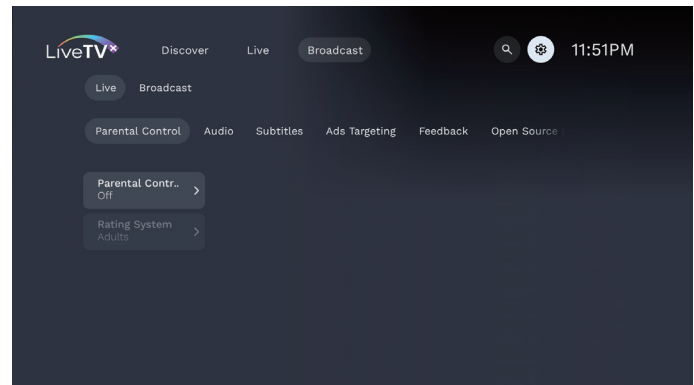 LiveTV× Discover Live Broadcast 11:51PM
Live Broadcast
Parental Control Audio Subtitles Ads Targeting Feedback Open Source
Parental Contr..
Off
Rating System
Adults